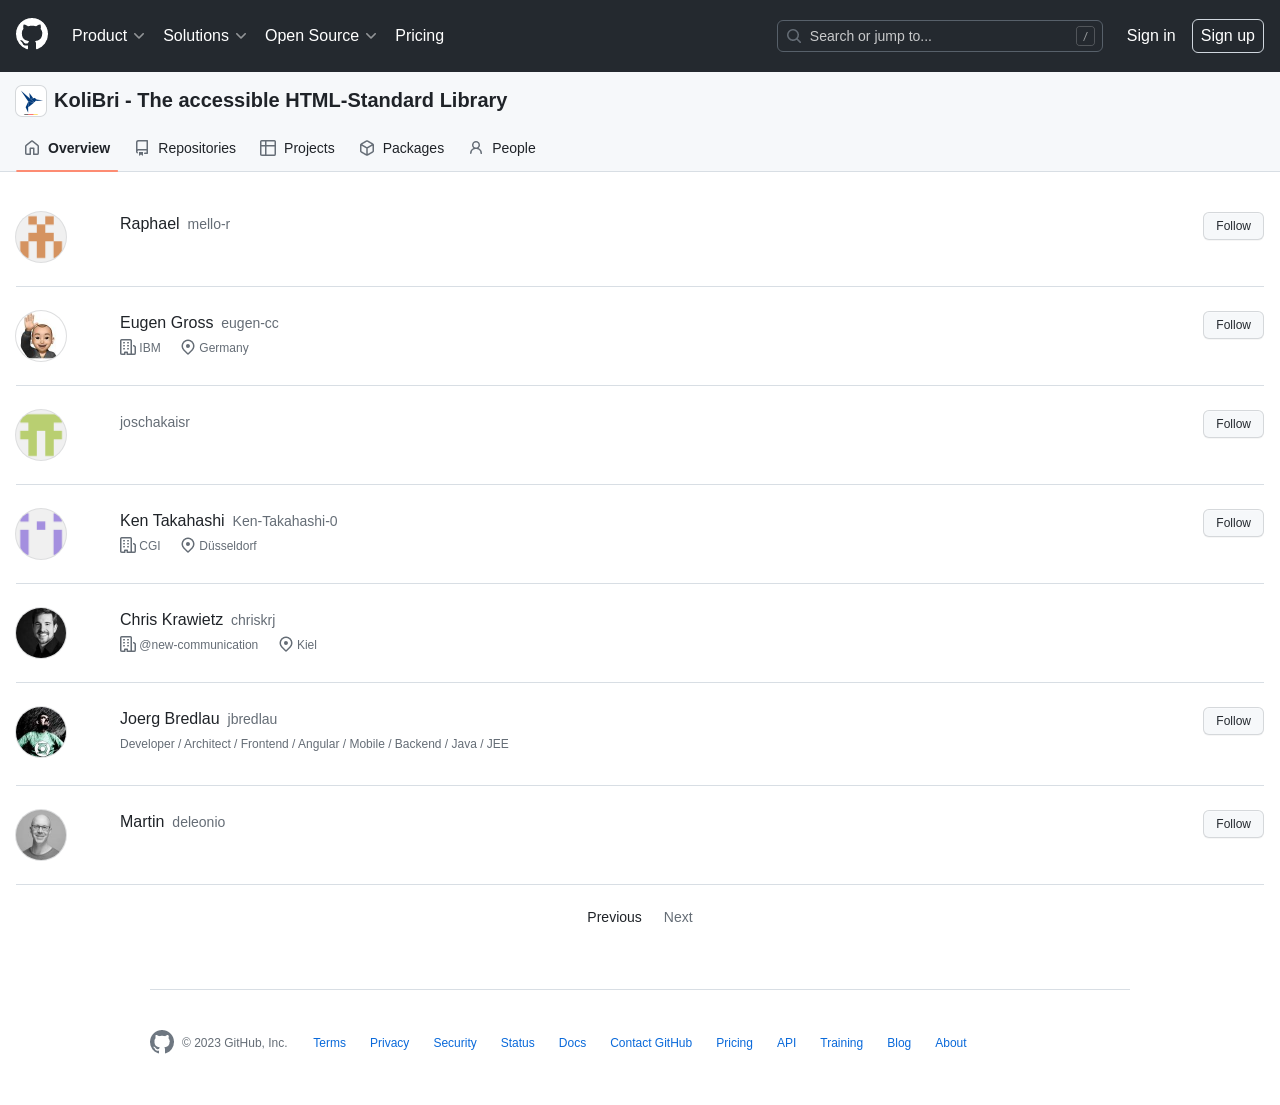 Product Solutions Open Source Pricing Search or jump to... / Sign in Sign up
KoliBri - The accessible HTML-Standard Library
Overview Repositories Projects Packages People
Raphael mello-r Follow
Eugen Gross eugen-cc Follow
IBM Germany
joschakaisr Follow
Ken Takahashi Ken-Takahashi-0 Follow
CGI Düsseldorf
Chris Krawietz chriskrj
@new-communication Kiel
Joerg Bredlau jbredlau Follow
Developer / Architect / Frontend / Angular / Mobile / Backend / Java / JEE
Martin deleonio Follow
Previous Next
© 2023 GitHub, Inc. Terms Privacy Security Status Docs Contact GitHub Pricing API Training Blog About